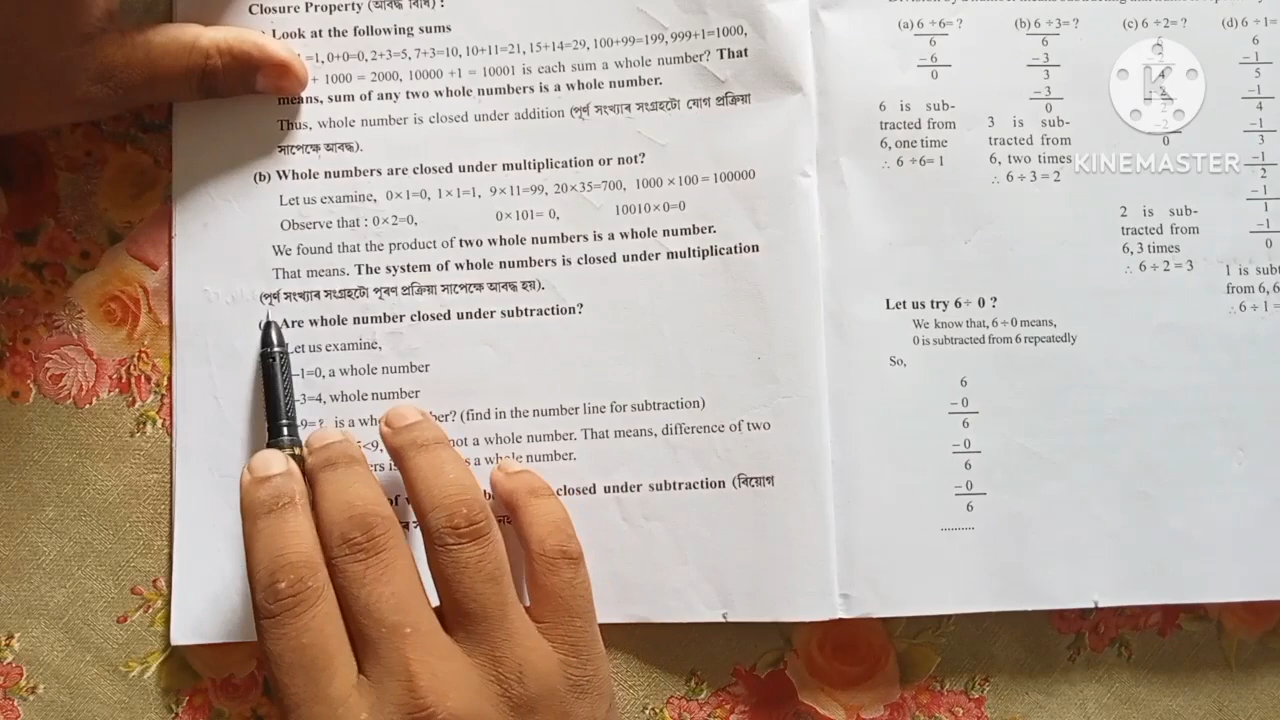 Closure Property (আবদ্ধ বিধি) :
Look at the following sums
=1, 0+0=0, 2+3=5, 7+3=10, 10+11=21, 15+14=29, 100+99=199, 999+1=1000,
+ 1000 = 2000, 10000 +1 = 10001 is each sum a whole number? That
means, sum of any two whole numbers is a whole number.
Thus, whole number is closed under addition (পূৰ্ণ সংখ্যাৰ সংগ্ৰহটো যোগ প্ৰক্ৰিয়া
সাপেক্ষে আবদ্ধ).
(b) Whole numbers are closed under multiplication or not?
Let us examine, 0×1=0, 1×1=1, 9×11=99, 20×35=700, 1000 ×100 = 100000
Observe that : 0×2=0, 0×101= 0, 10010×0=0
We found that the product of two whole numbers is a whole number.
That means. The system of whole numbers is closed under multiplication
(পূৰ্ণ সংখ্যাৰ সংগ্ৰহটো পূৰণ প্ৰক্ৰিয়া সাপেক্ষে আবদ্ধ হয়).
Are whole number closed under subtraction?
Let us examine,
–1=0, a whole number
–3=4, whole number
–9=? is a (find in the number line for subtraction)
<9, not a whole number. That means, difference of two
a whole number.
closed under subtraction (বিয়োগ
(a) 6 ÷6= ?
6
– 6
0
6 is sub-
tracted from
6, one time
∴ 6 ÷6= 1
(b) 6 ÷3= ?
6
– 3
3
– 3
0
3 is sub-
tracted from
6, two times
∴ 6 ÷ 3 = 2
(c) 6 ÷2= ?
0
2 is sub-
tracted from
6, 3 times
∴ 6 ÷ 2 = 3
(d) 6 ÷ 1=
6
–1
5
–1
4
–1
3
–1
2
–1
1
–1
0
1 is
from 6, 6
∴ 6 ÷ 1 =
KINEMASTER
Let us try 6÷ 0 ?
We know that, 6 ÷0 means,
0 is subtracted from 6 repeatedly
So,
6
– 0
6
–0
6
–0
6
..........